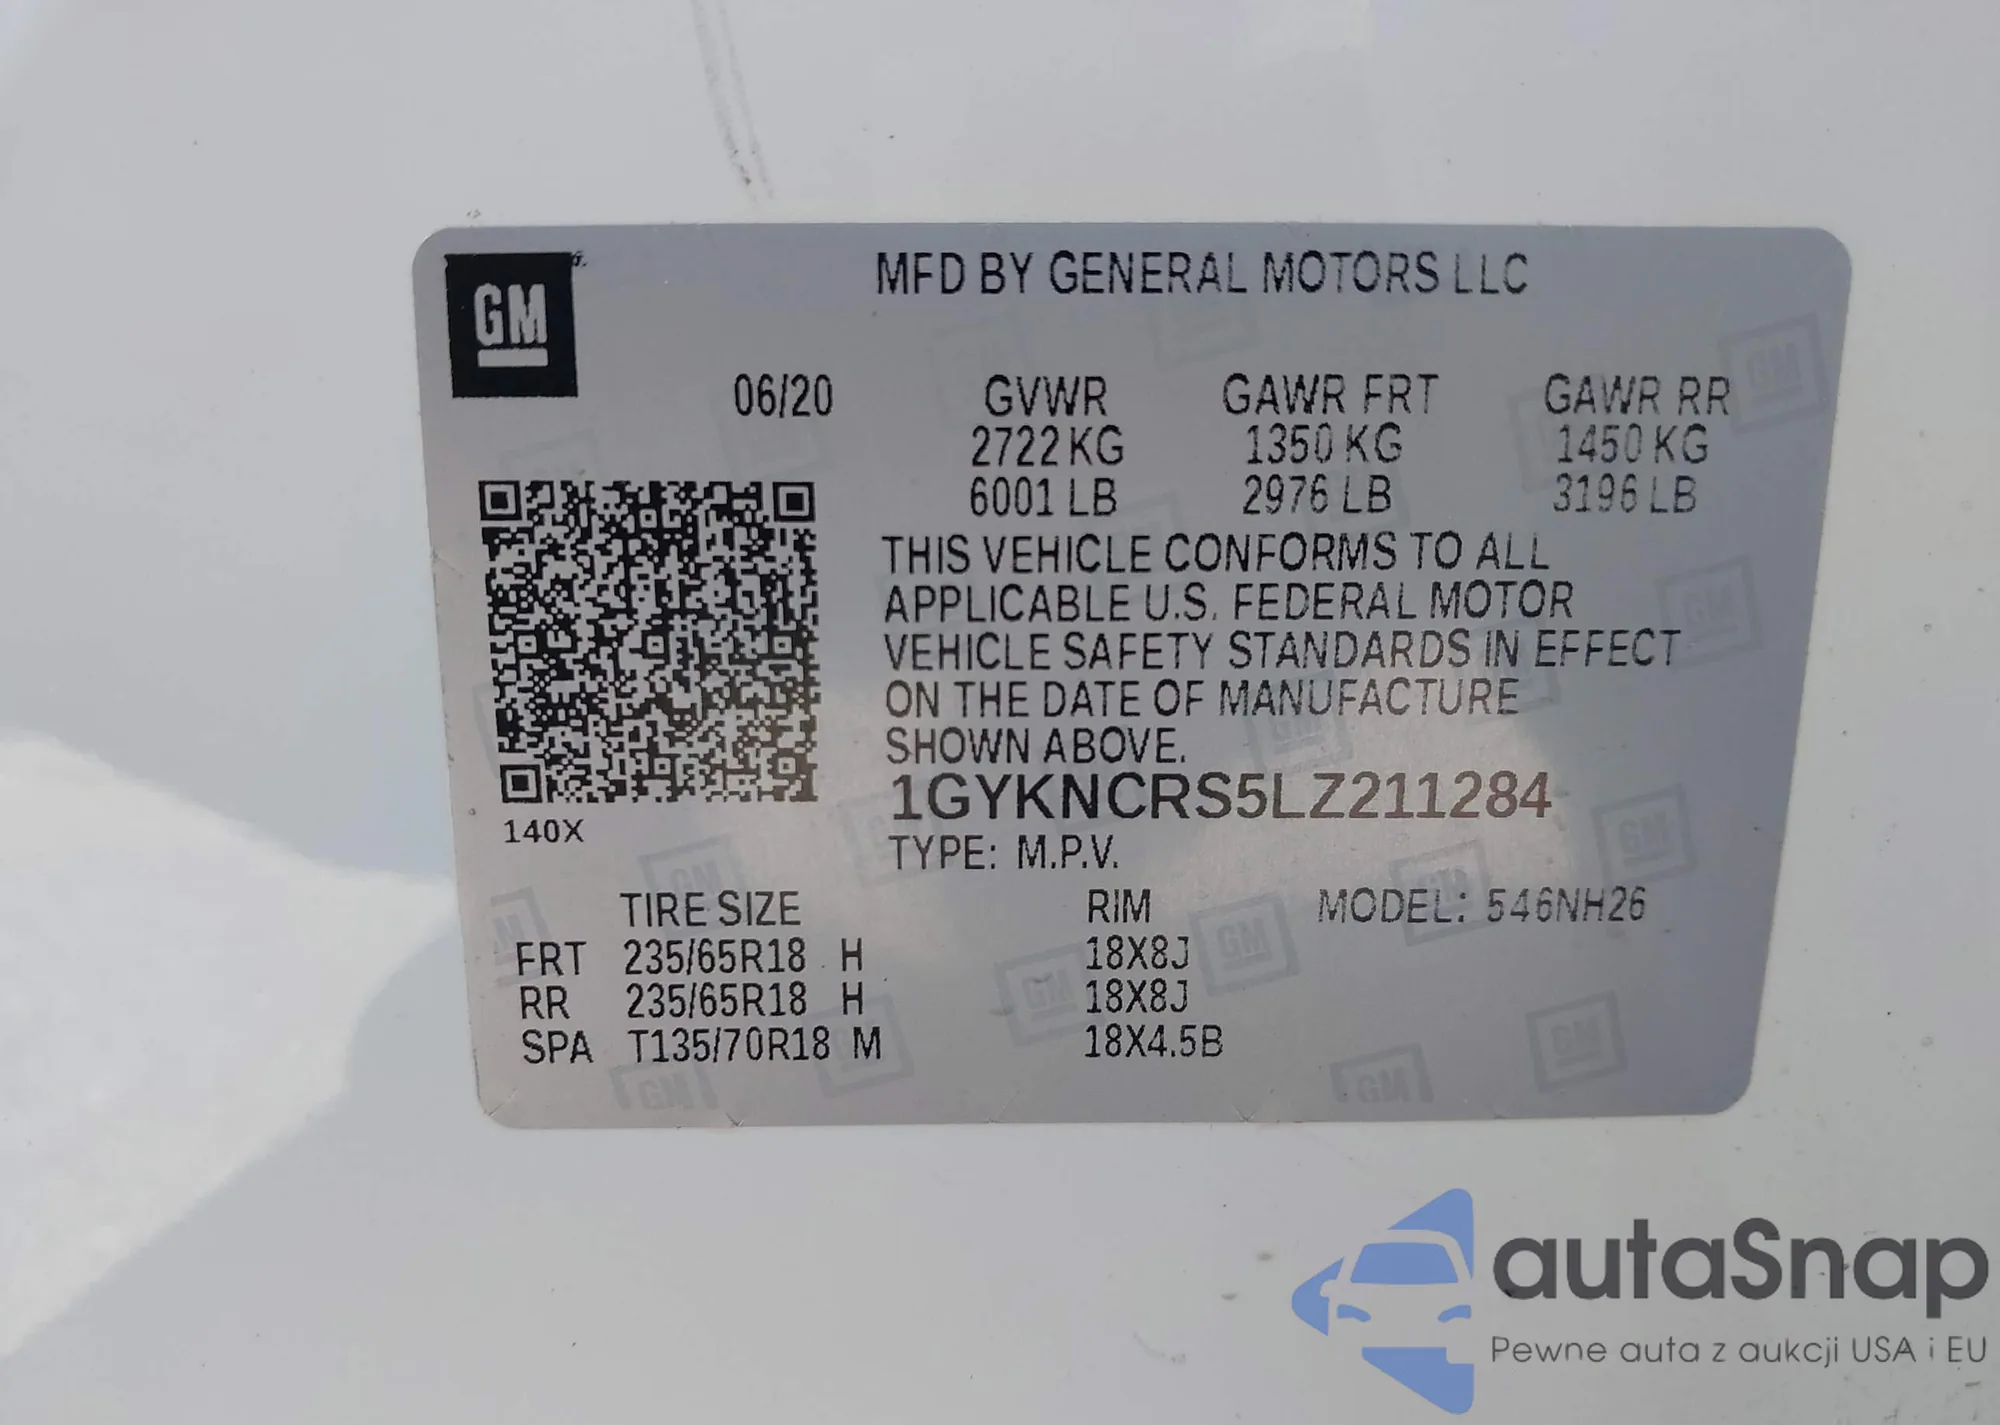 GM
MFD BY GENERAL MOTORS LLC
06/20 GVWR GAWR FRT GAWR RR
2722 KG 1350 KG 1450 KG
6001 LB 2976 LB 3196 LB
THIS VEHICLE CONFORMS TO ALL
APPLICABLE U.S. FEDERAL MOTOR
VEHICLE SAFETY STANDARDS IN EFFECT
ON THE DATE OF MANUFACTURE
SHOWN ABOVE.
1GYKNCRS5LZ211284
140X
TYPE: M.P.V.
TIRE SIZE RIM MODEL: 546NH26
FRT 235/65R18 H 18X8J
RR 235/65R18 H 18X8J
SPA T135/70R18 M 18X4.5B
autaSnap
Pewne auta z aukcji USA i EU